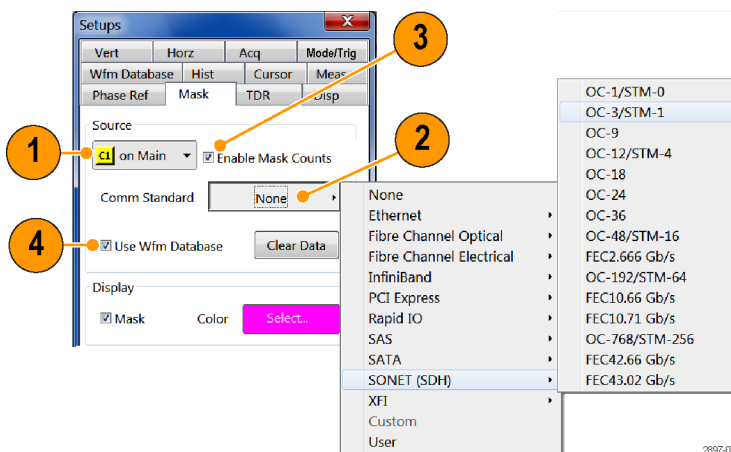 Setups
X
3
Vert Horz Acq Mode/Trig
Wfm Database Hist Cursor Meas
Phase Ref Mask TDR Disp
Source
1
C1 on Main
Enable Mask Counts
2
Comm Standard None
4
Use Wfm Database Clear Data
Display
Mask Color Select...
None
Ethernet
Fibre Channel Optical
Fibre Channel Electrical
InfiniBand
PCI Express
Rapid IO
SAS
SATA
SONET (SDH)
XFI
Custom
User
OC-1/STM-0
OC-3/STM-1
OC-9
OC-12/STM-4
OC-18
OC-24
OC-36
OC-48/STM-16
FEC2.666 Gb/s
OC-192/STM-64
FEC10.66 Gb/s
FEC10.71 Gb/s
OC-768/STM-256
FEC42.66 Gb/s
FEC43.02 Gb/s